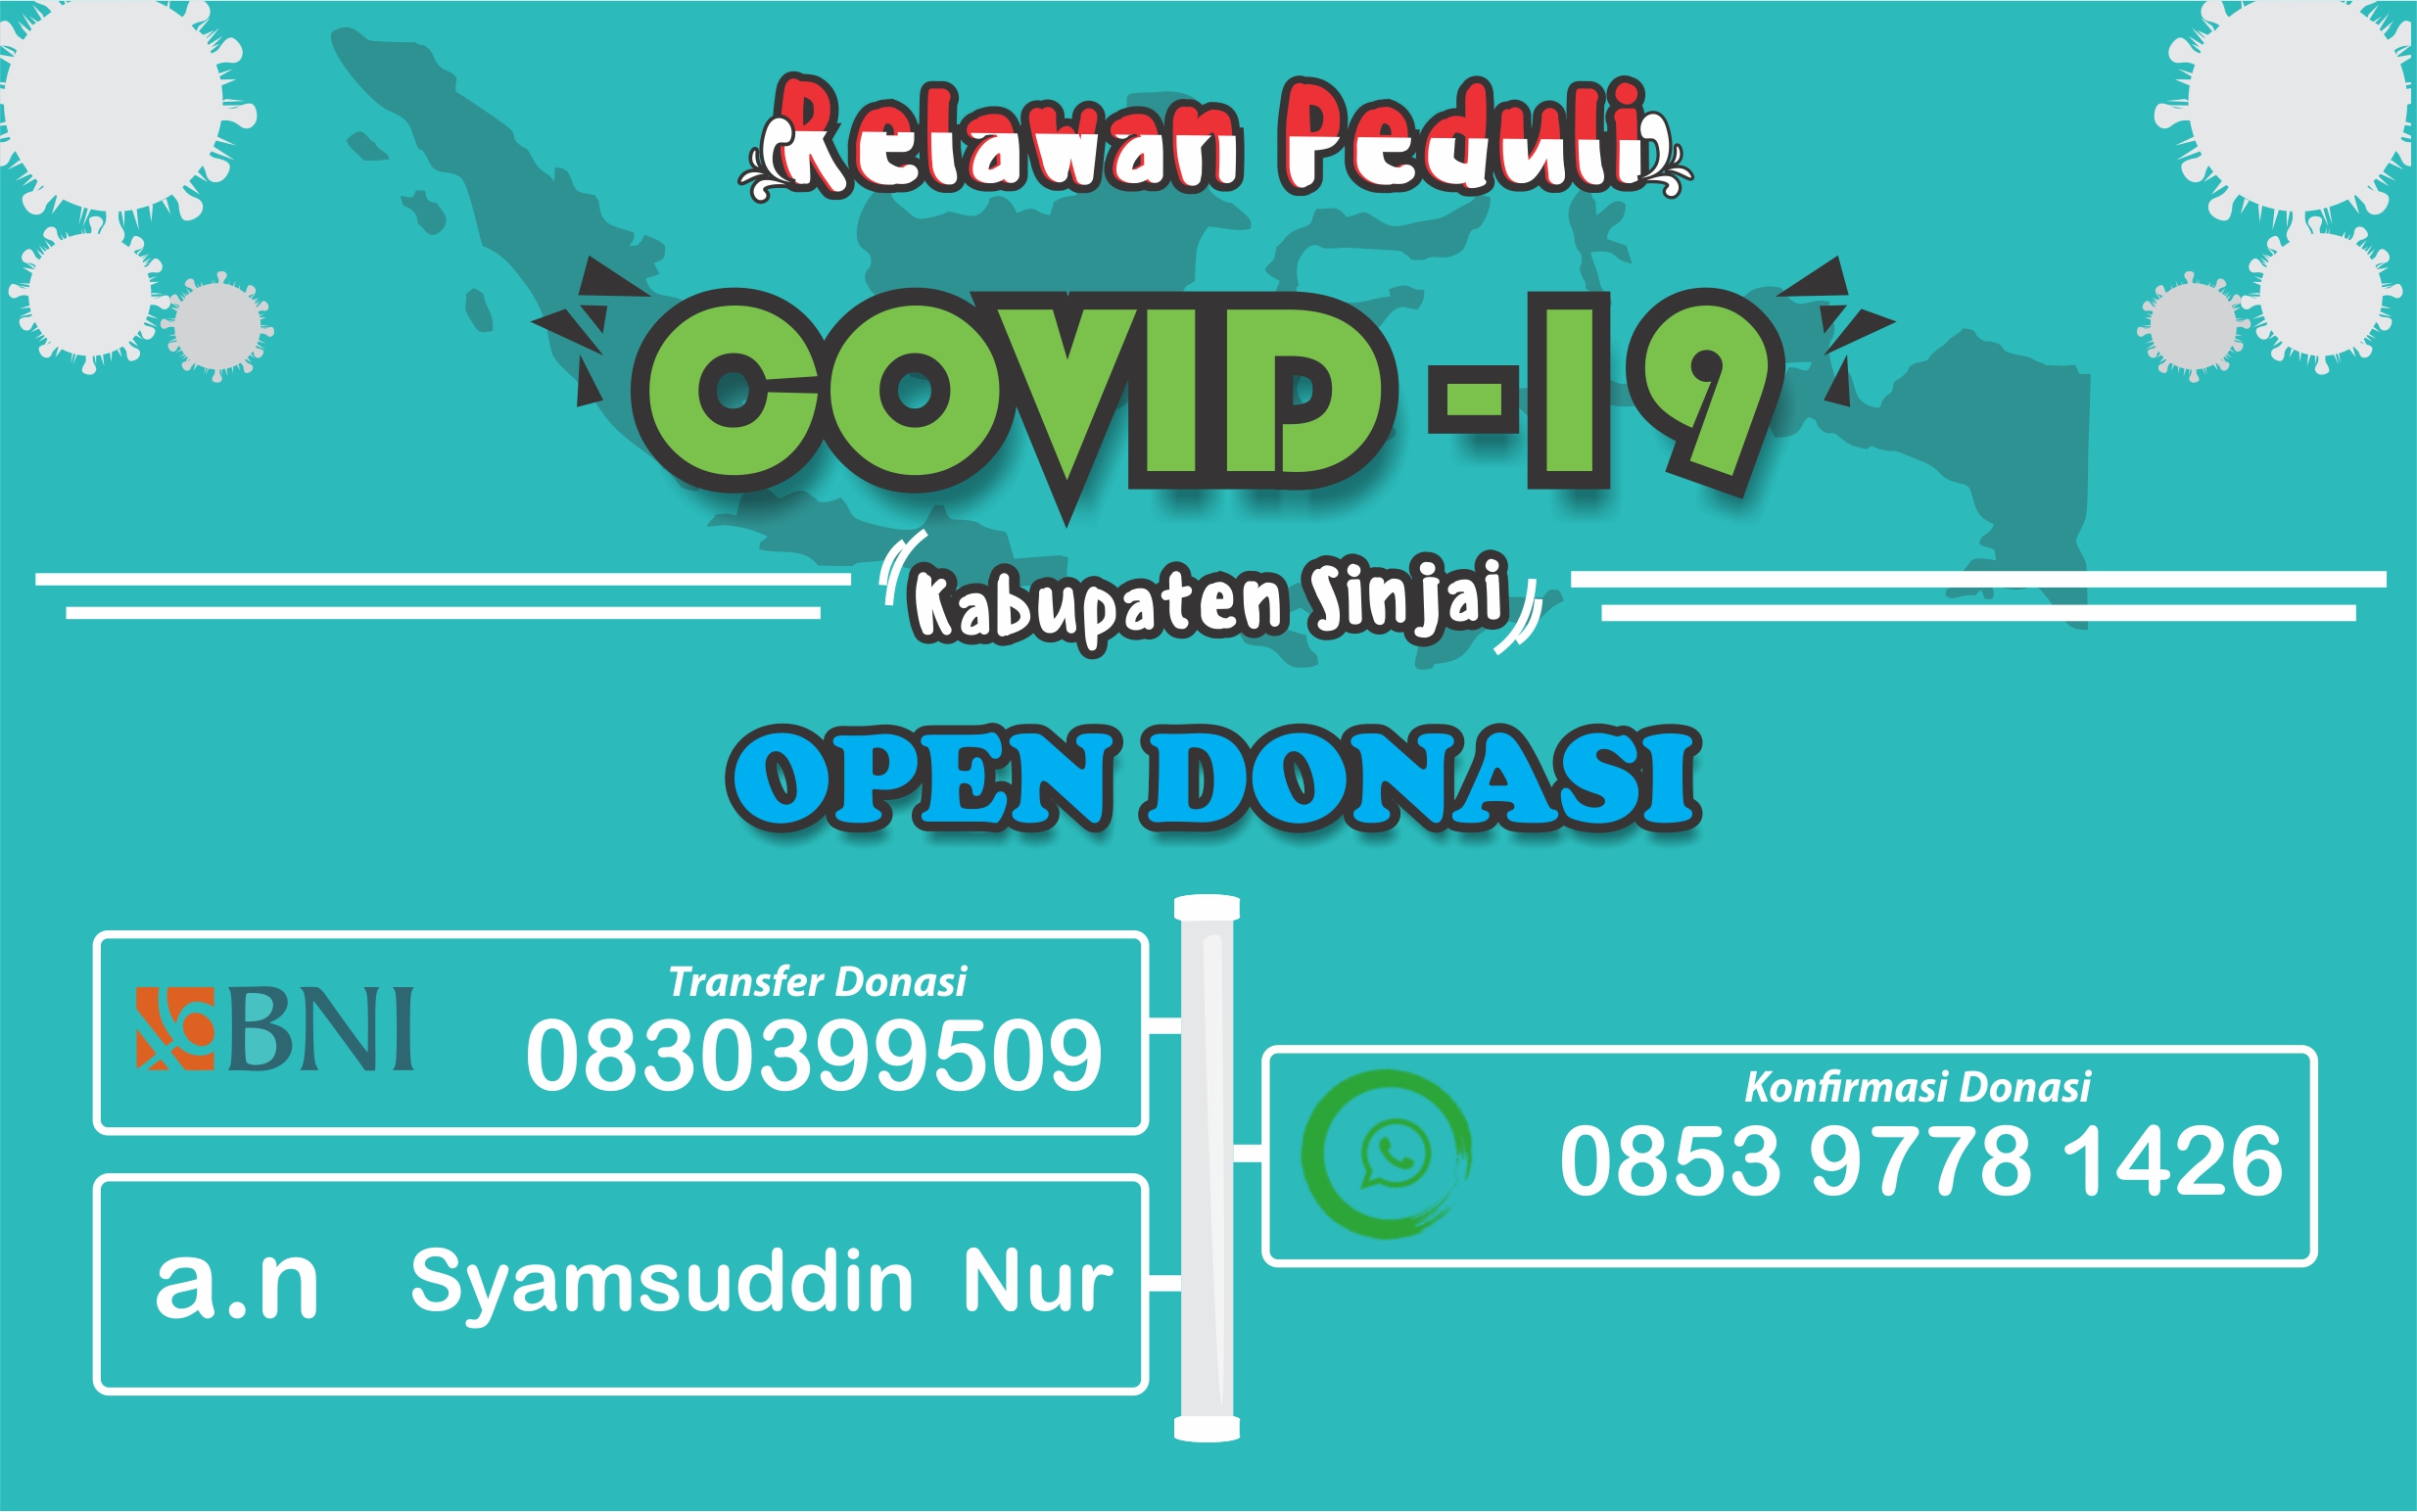 Relawan Peduli
COVID-19
Kabupaten Sinjai
OPEN DONASI
BNI
Transfer Donasi
0830399509
a.n Syamsuddin Nur
Konfirmasi Donasi
0853 9778 1426